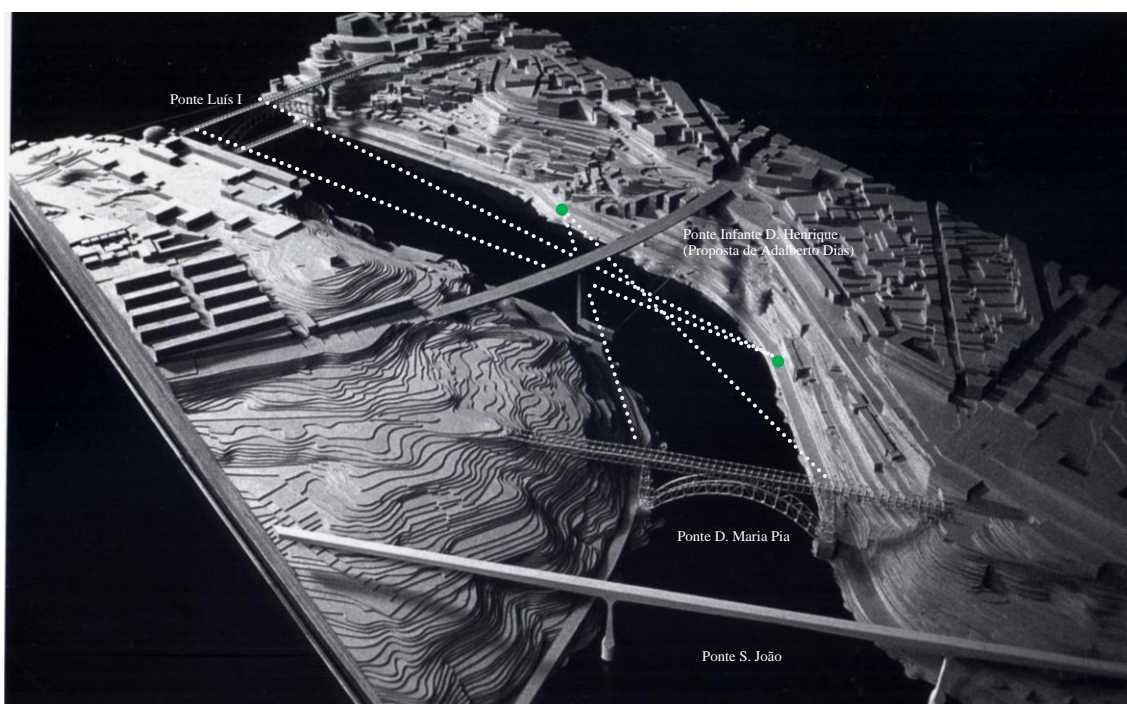 Ponte Luís I
Ponte Infante D. Henrique
(Proposta de Adalberto Dias)
Ponte D. Maria Pia
Ponte S. João